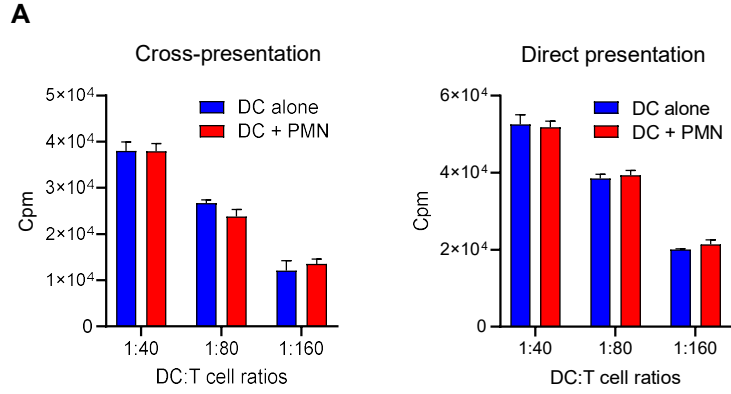 A
Cross-presentation
5×10⁴
4×10⁴
3×10⁴
2×10⁴
1×10⁴
0
Cpm
DC alone
DC + PMN
1:40
1:80
1:160
DC:T cell ratios
Direct presentation
6×10⁴
4×10⁴
2×10⁴
0
Cpm
DC alone
DC + PMN
1:40
1:80
1:160
DC:T cell ratios